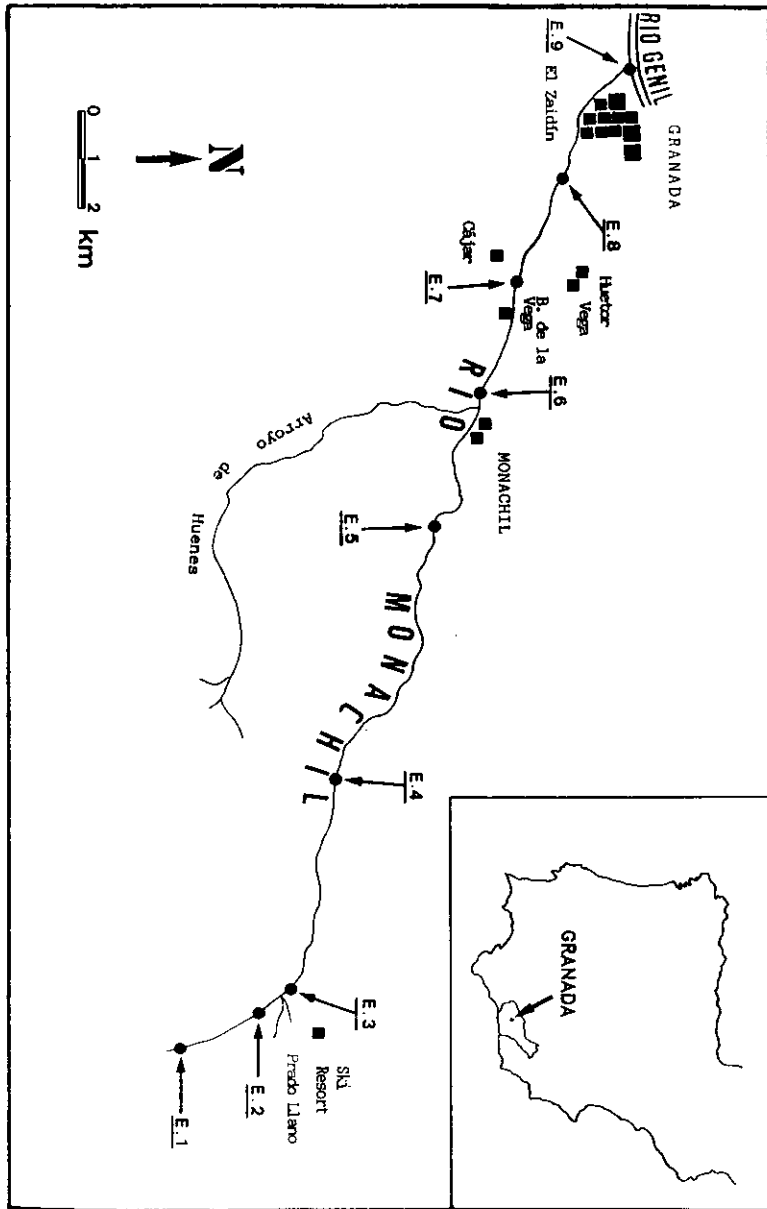 RIO GENIL
E.9
El Zaidín
GRANADA
E.8
Cájar
Huetor
Vega
E.7
B. de la
Vega
E.6
RIO MONACHIL
MONACHIL
Arroyo de Huenes
E.5
E.4
E.3
Ski
Resort
Prado Llano
E.2
E.1
N
0 1 2
km
GRANADA